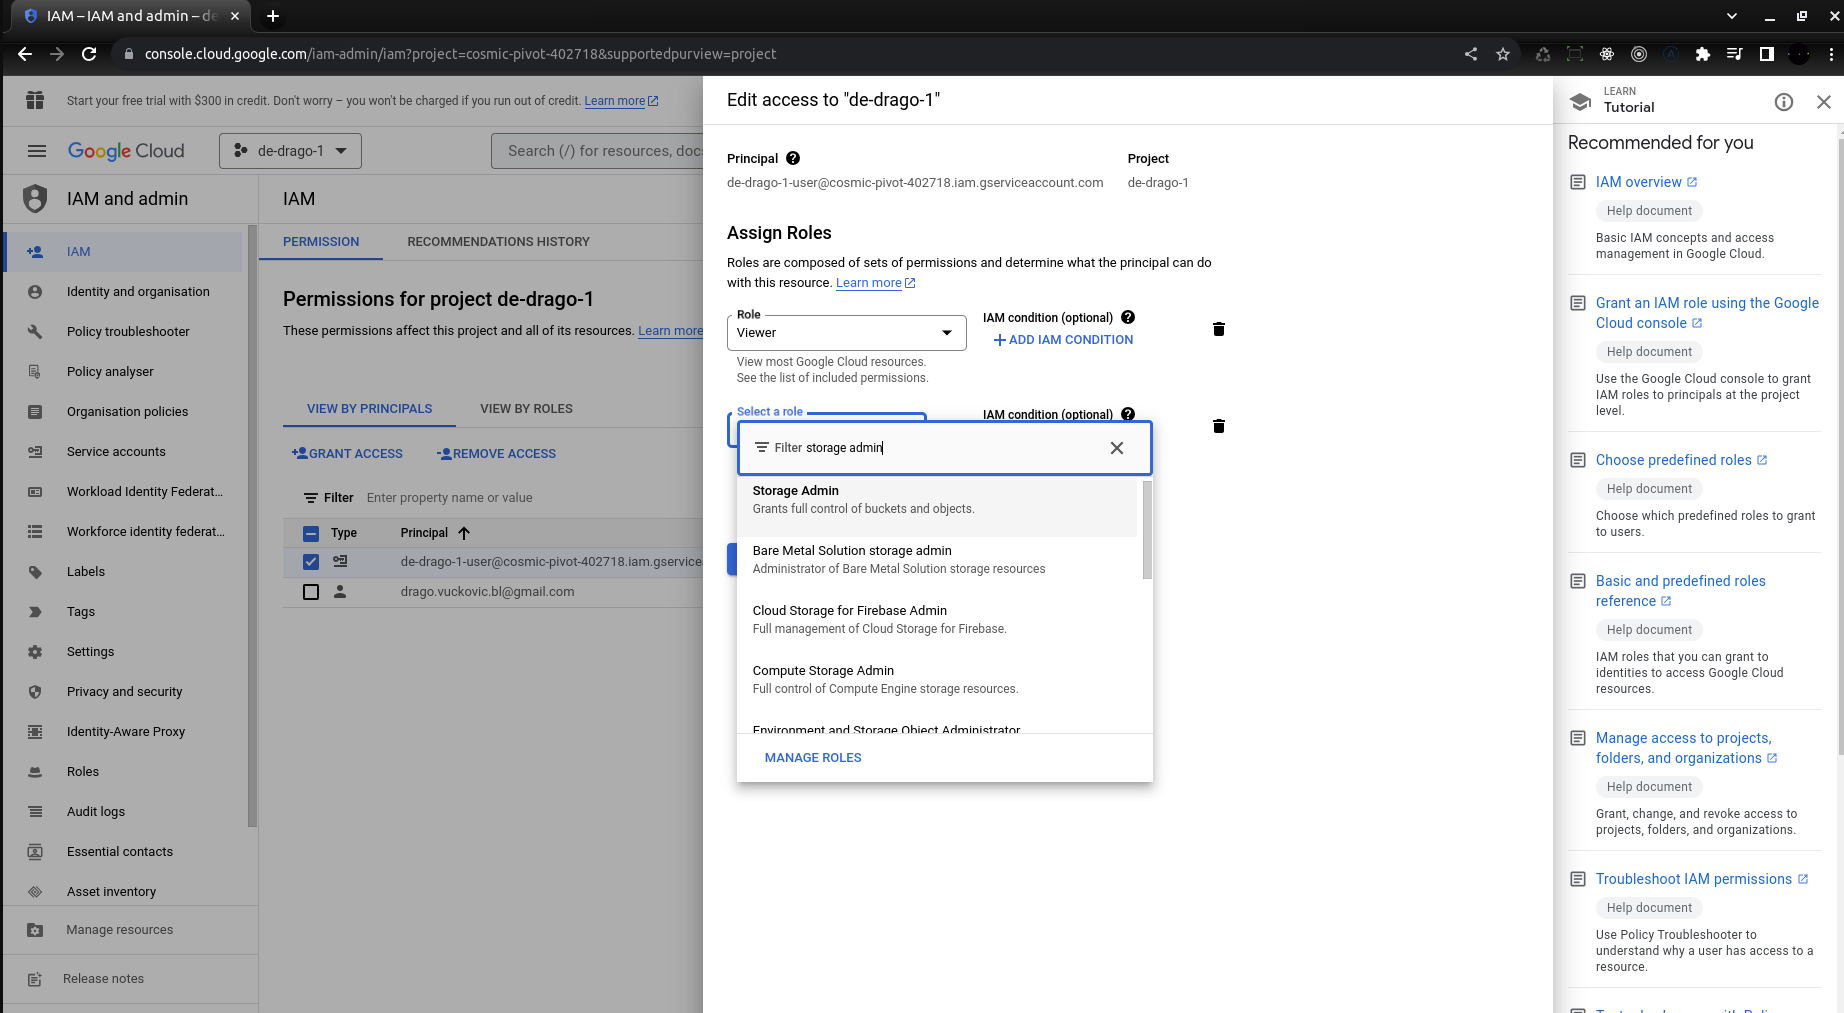 IAM – IAM and admin – de
console.cloud.google.com/iam-admin/iam?project=cosmic-pivot-402718&supportedpurview=project
Start your free trial with $300 in credit. Don't worry – you won't be charged if you run out of credit. Learn more
Google Cloud
de-drago-1
Search (/) for resources, doc
IAM and admin
IAM
Identity and organisation
Policy troubleshooter
Policy analyser
Organisation policies
Service accounts
Workload Identity Federat...
Workforce identity federat...
Labels
Tags
Settings
Privacy and security
Identity-Aware Proxy
Roles
Audit logs
Essential contacts
Asset inventory
Manage resources
Release notes
IAM
PERMISSION
RECOMMENDATIONS HISTORY
Permissions for project de-drago-1
These permissions affect this project and all of its resources. Learn more
VIEW BY PRINCIPALS
VIEW BY ROLES
GRANT ACCESS
REMOVE ACCESS
Filter Enter property name or value
Type Principal
de-drago-1-user@cosmic-pivot-402718.iam.gservice
drago.vuckovic.bl@gmail.com
Edit access to "de-drago-1"
Principal
de-drago-1-user@cosmic-pivot-402718.iam.gserviceaccount.com
Project
de-drago-1
Assign Roles
Roles are composed of sets of permissions and determine what the principal can do
with this resource. Learn more
Role
Viewer
IAM condition (optional)
ADD IAM CONDITION
View most Google Cloud resources.
See the list of included permissions.
Select a role
IAM condition (optional)
Filter storage admin
Storage Admin
Grants full control of buckets and objects.
Bare Metal Solution storage admin
Administrator of Bare Metal Solution storage resources
Cloud Storage for Firebase Admin
Full management of Cloud Storage for Firebase.
Compute Storage Admin
Full control of Compute Engine storage resources.
Environment and Storage Object Administrator
MANAGE ROLES
LEARN
Tutorial
Recommended for you
IAM overview
Help document
Basic IAM concepts and access
management in Google Cloud.
Grant an IAM role using the Google
Cloud console
Help document
Use the Google Cloud console to grant
IAM roles to principals at the project
level.
Choose predefined roles
Help document
Choose which predefined roles to grant
to users.
Basic and predefined roles
reference
Help document
IAM roles that you can grant to
identities to access Google Cloud
resources.
Manage access to projects,
folders, and organizations
Help document
Grant, change, and revoke access to
projects, folders, and organizations.
Troubleshoot IAM permissions
Help document
Use Policy Troubleshooter to
understand why a user has access to a
resource.